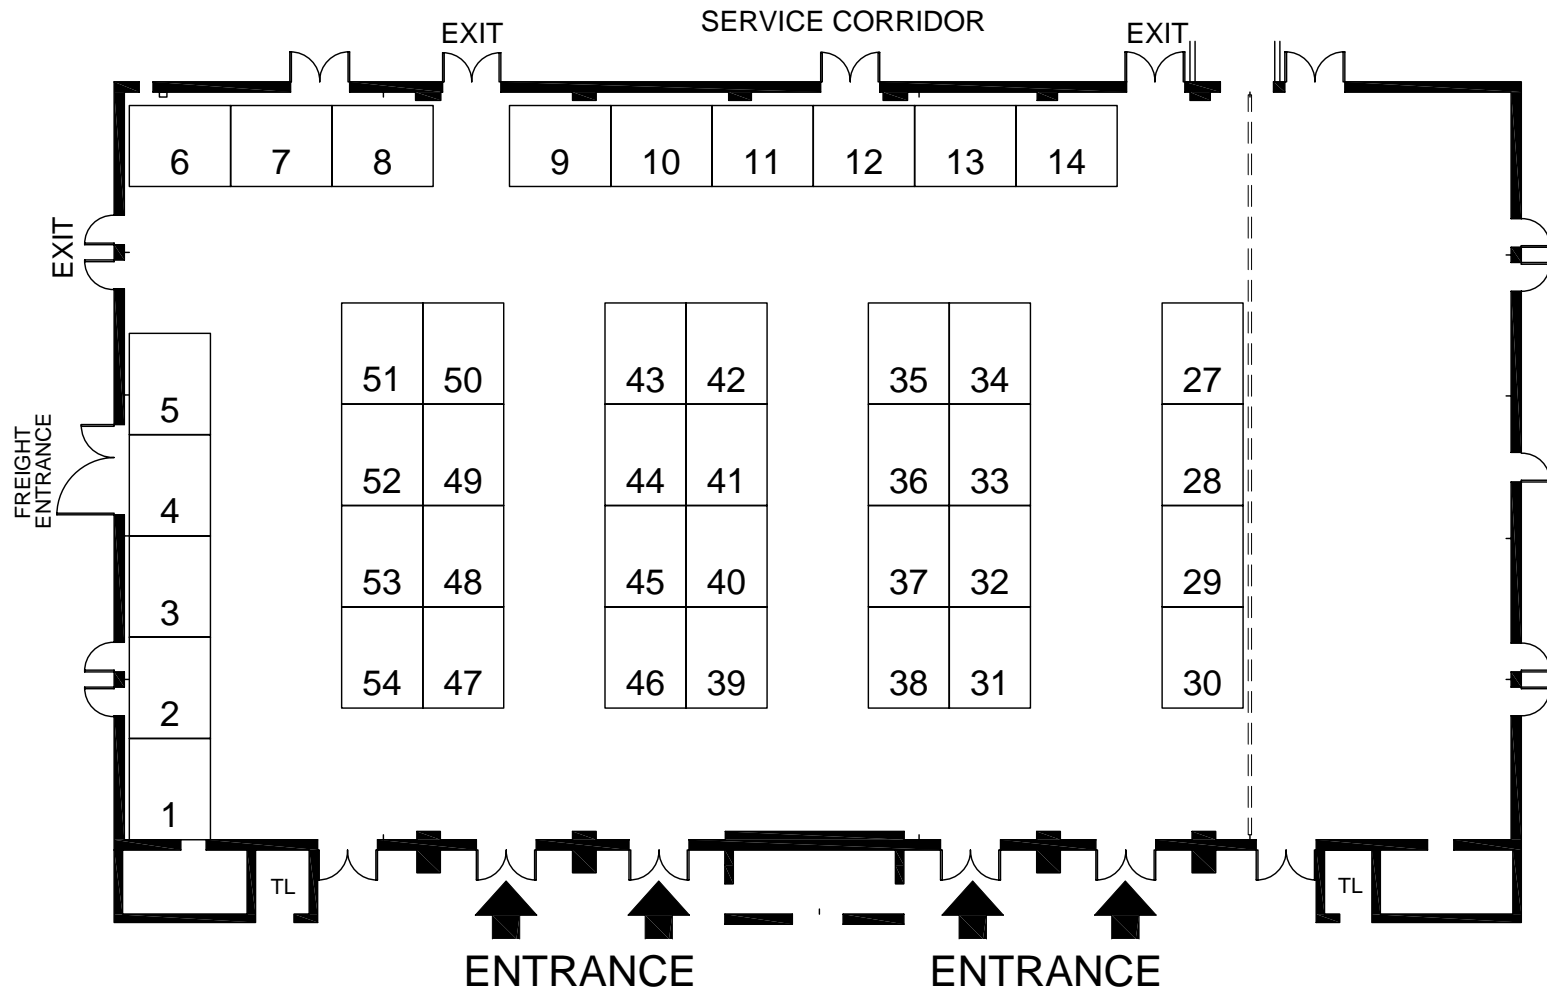 SERVICE CORRIDOR
EXIT
EXIT
6 7 8 9 10 11 12 13 14
EXIT
51 50 43 42 35 34 27
5
FREIGHT
ENTRANCE
52 49 44 41 36 33 28
4
53 48 45 40 37 32 29
3
54 47 46 39 38 31 30
2
1
TL
TL
ENTRANCE
ENTRANCE